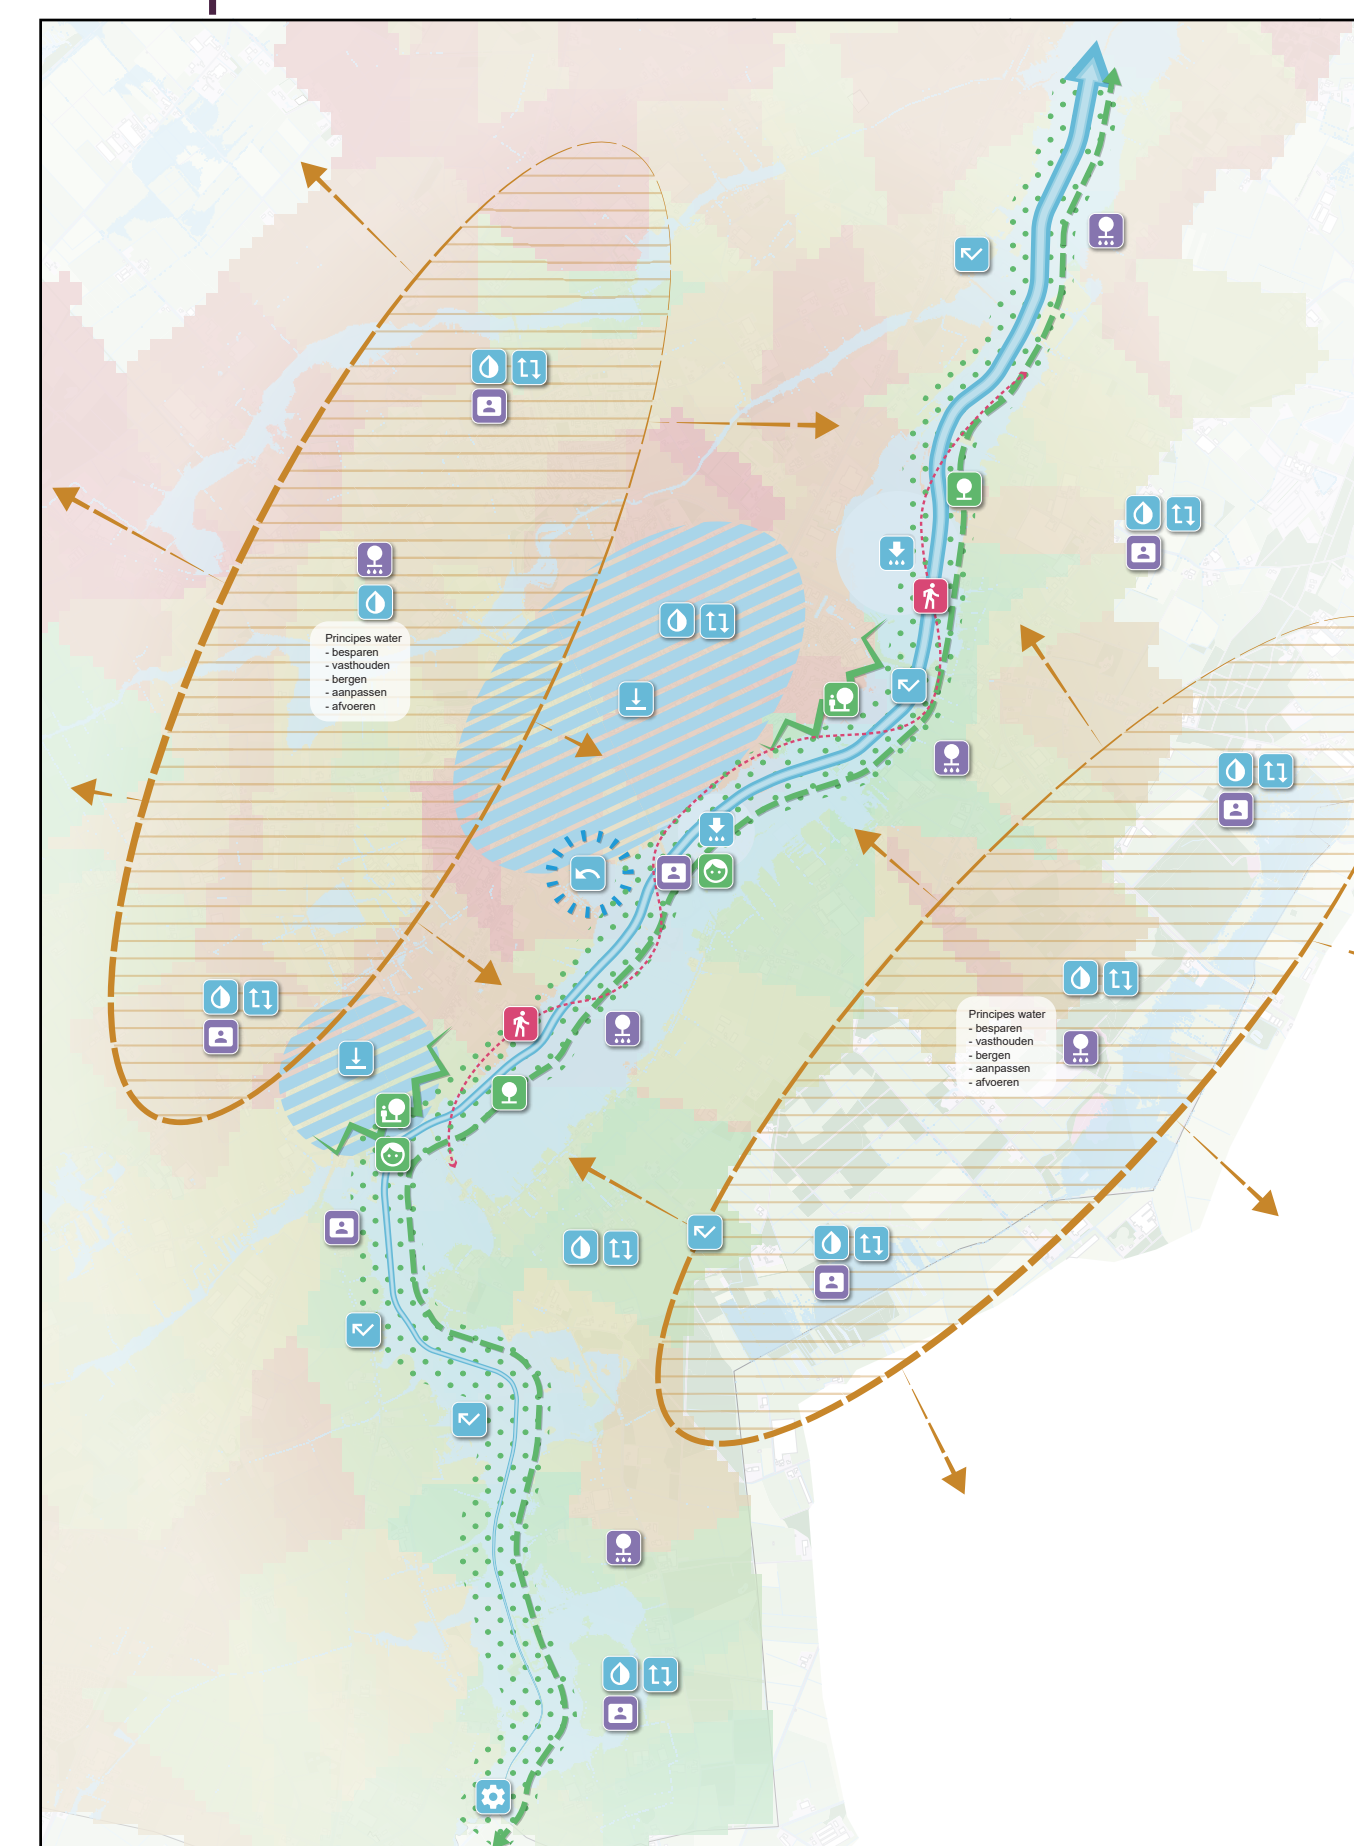 Principes water
- besparen
- vasthouden
- bergen
- aanpassen
- afvoeren
Principes water
- besparen
- vasthouden
- bergen
- aanpassen
- afvoeren